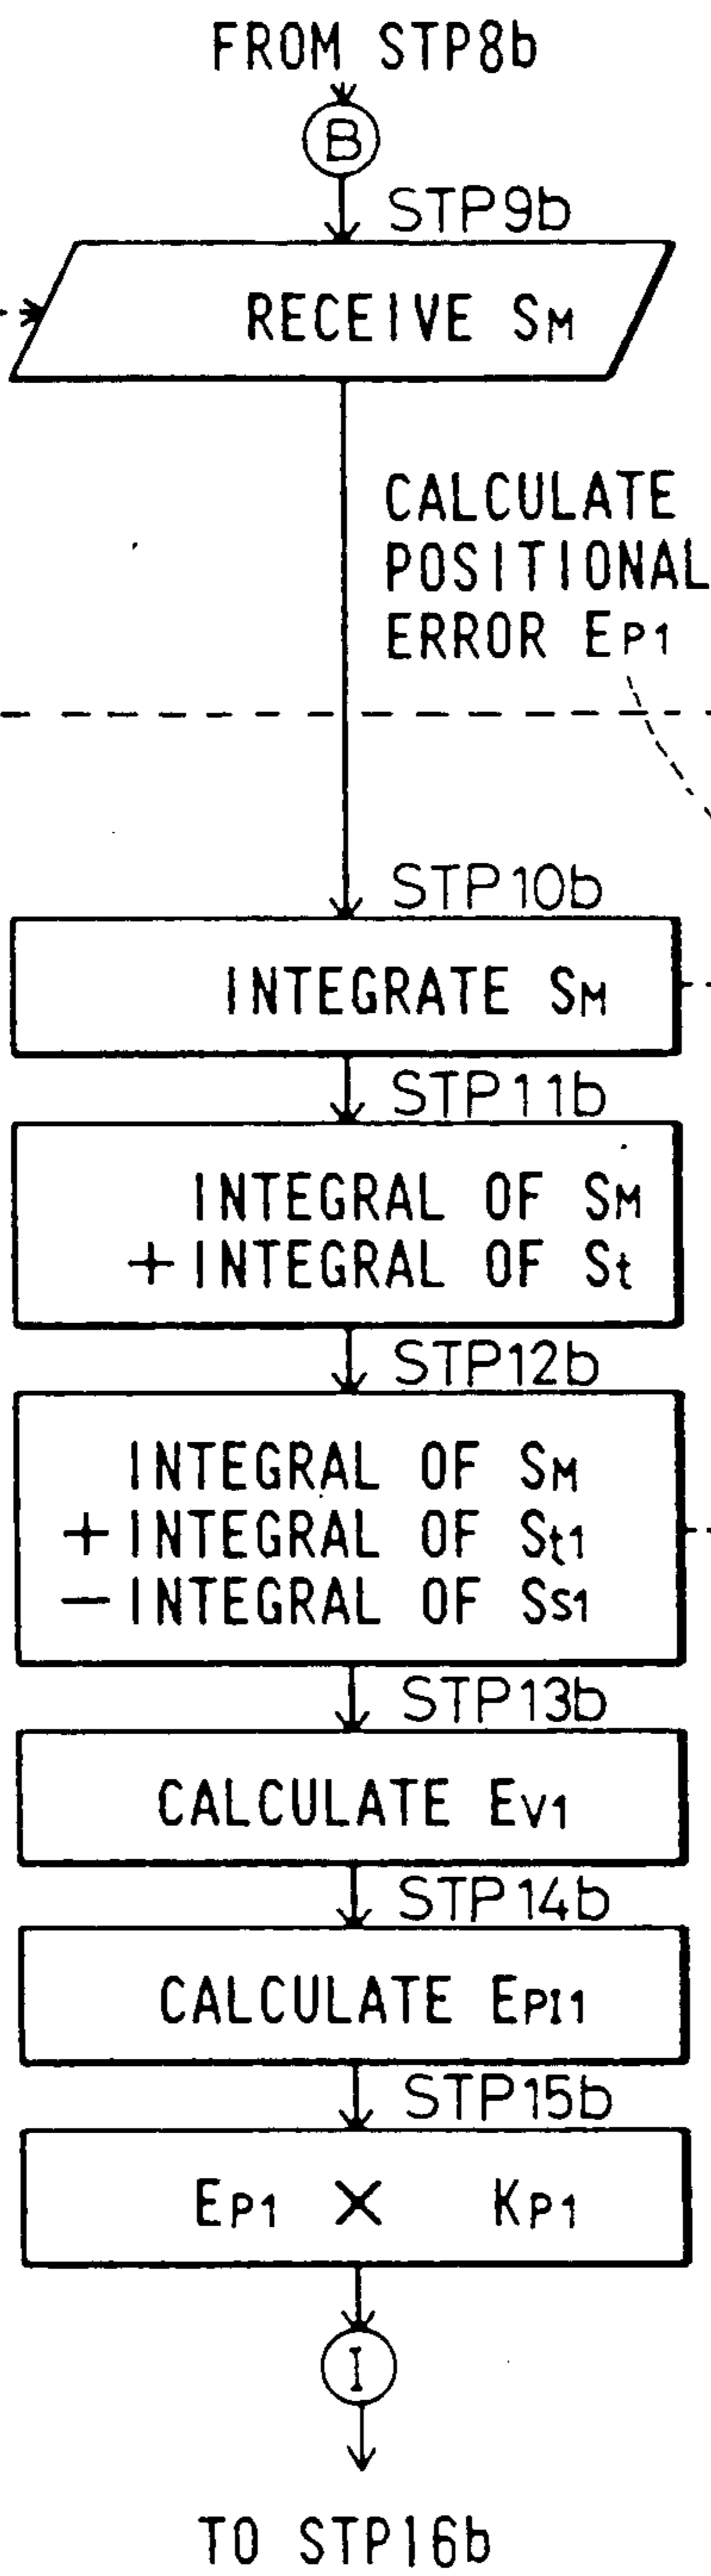 FROM STP8b
B
STP9b
RECEIVE SM
CALCULATE
POSITIONAL
ERROR EP1
STP10b
INTEGRATE SM
STP11b
INTEGRAL OF SM
+ INTEGRAL OF St
STP12b
INTEGRAL OF SM
+ INTEGRAL OF St1
- INTEGRAL OF SS1
STP13b
CALCULATE EV1
STP14b
CALCULATE EPI1
STP15b
EP1 × KP1
I
TO STP16b